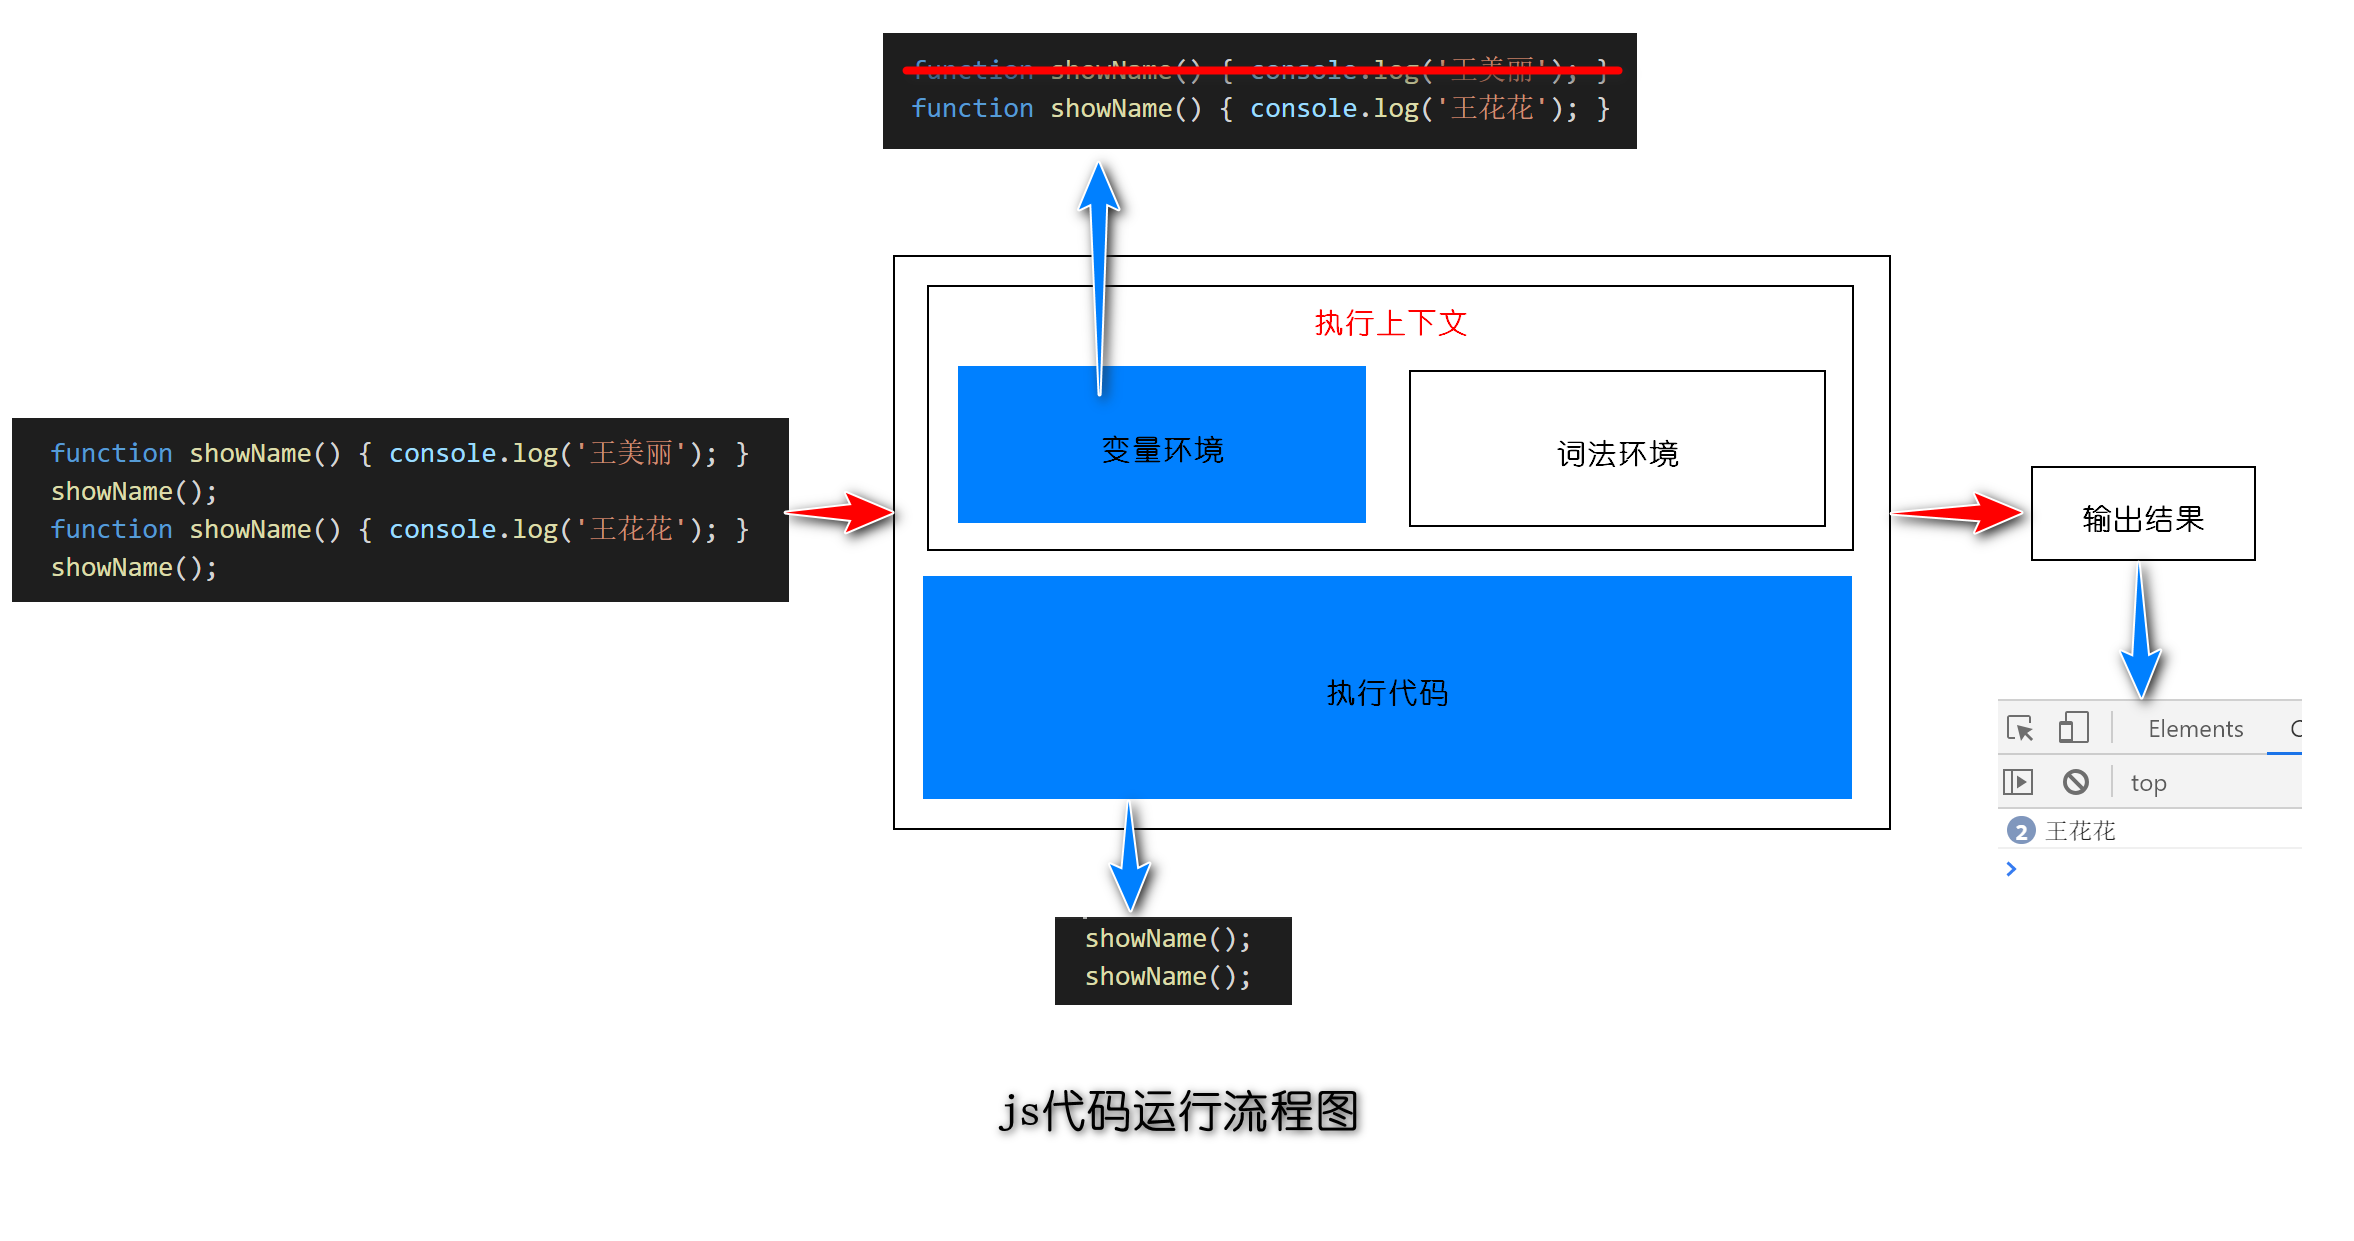 function showName() { console.log('王美丽'); }
function showName() { console.log('王花花'); }
执行上下文
变量环境
词法环境
function showName() { console.log('王美丽'); }
showName();
function showName() { console.log('王花花'); }
showName();
输出结果
执行代码
Elements
top
2 王花花
showName();
showName();
js代码运行流程图